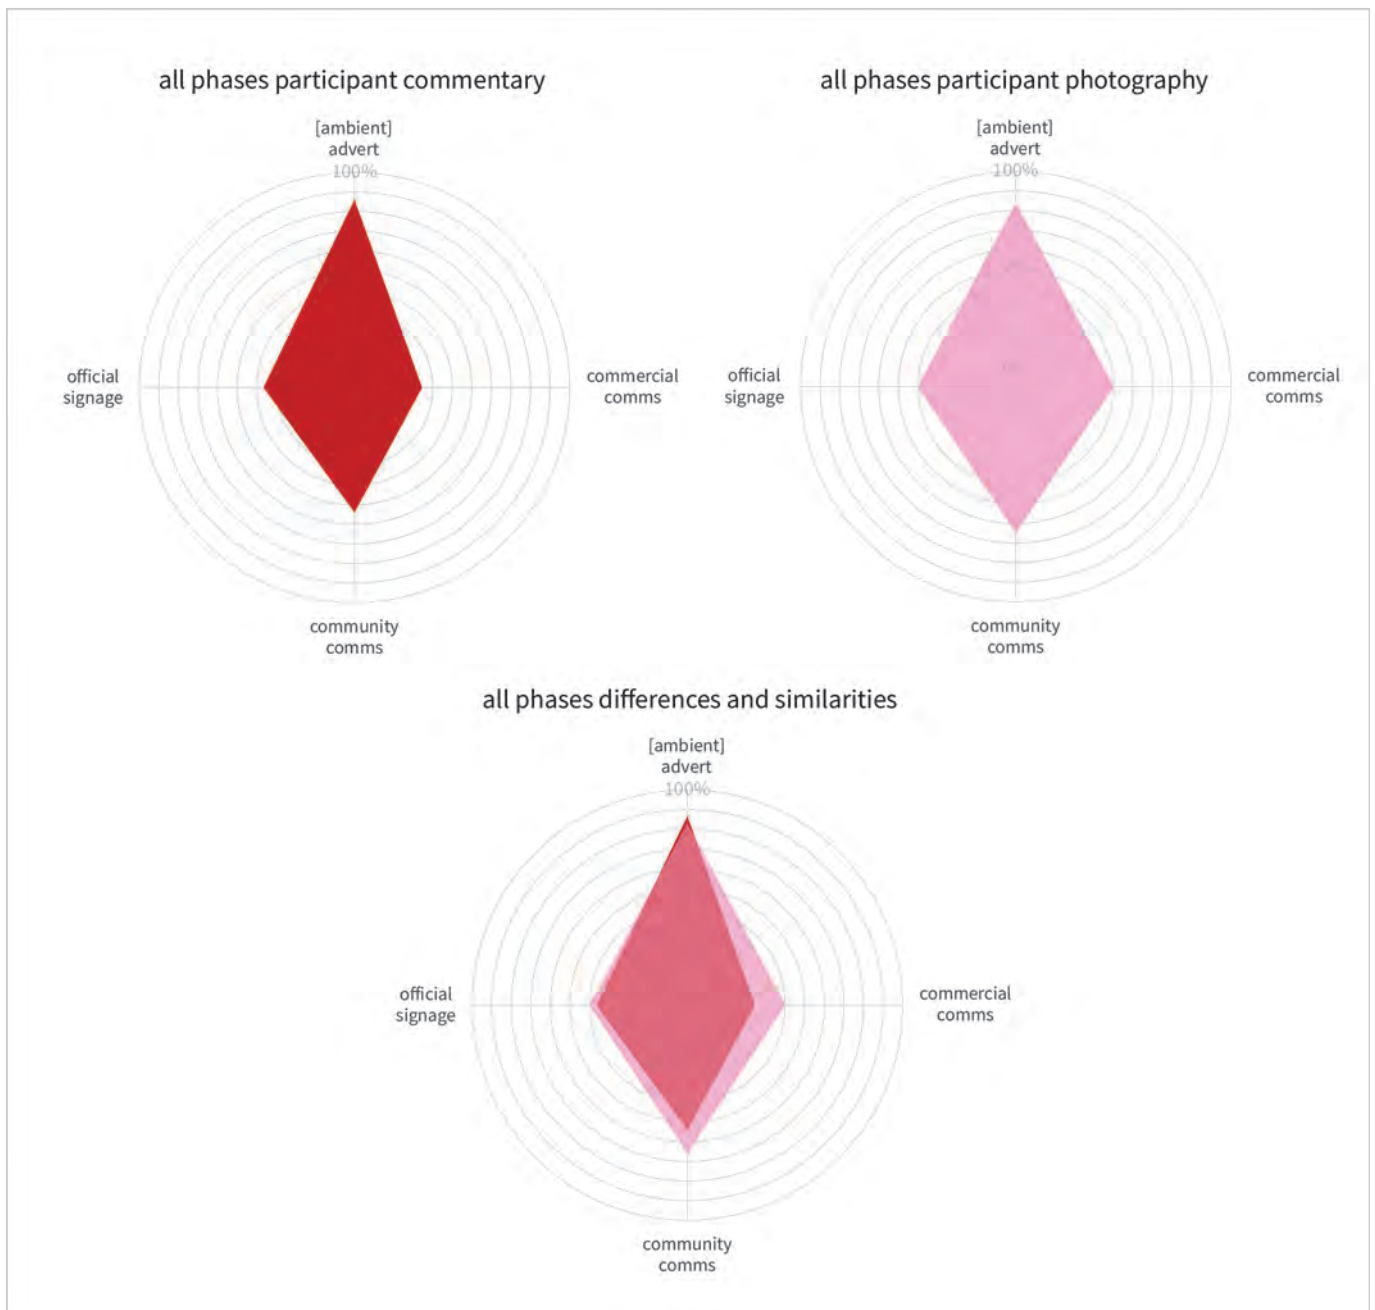 all phases participant commentary
[ambient]
advert
100%
official
signage
commercial
comms
community
comms
all phases participant photography
[ambient]
advert
100%
official
signage
commercial
comms
community
comms
all phases differences and similarities
[ambient]
advert
100%
official
signage
commercial
comms
community
comms